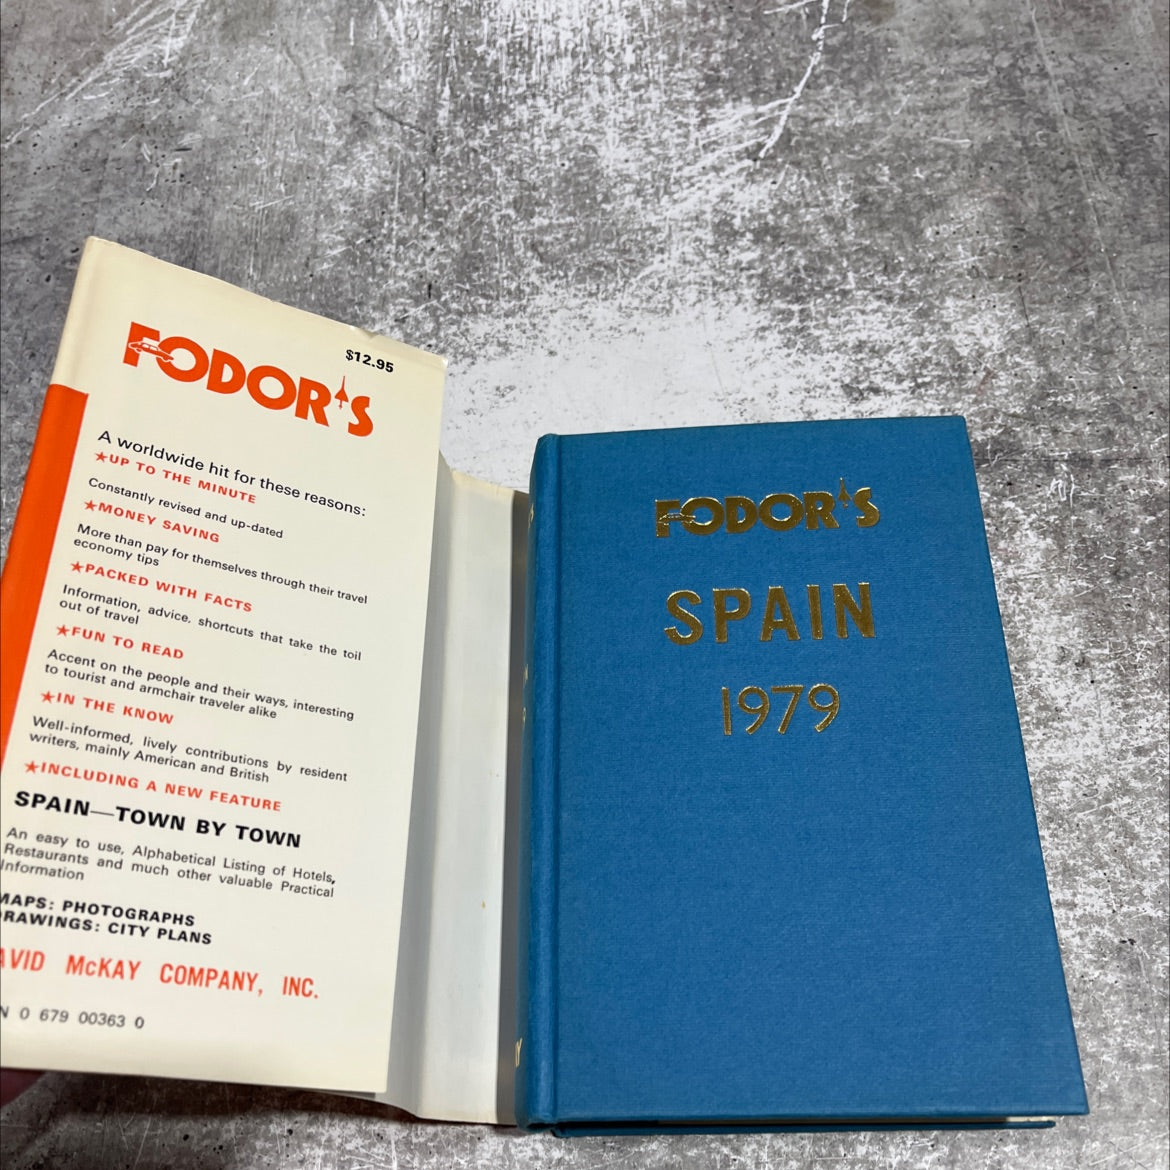 FODOR'S
$12.95
A worldwide hit for these reasons:
★UP TO THE MINUTE
Constantly revised and up-dated
★MONEY SAVING
More than pay for themselves through their travel
economy tips
★PACKED WITH FACTS
Information, advice, shortcuts that take the toil
out of travel
★FUN TO READ
Accent on the people and their ways, interesting
to tourist and armchair traveler alike
★IN THE KNOW
Well-informed, lively contributions by resident
writers, mainly American and British
★INCLUDING A NEW FEATURE
SPAIN—TOWN BY TOWN
An easy to use, Alphabetical Listing of Hotels,
Restaurants and much other valuable Practical
Information
MAPS: PHOTOGRAPHS
DRAWINGS: CITY PLANS
AVID McKAY COMPANY, INC.
N 0 679 00363 0
FODOR'S
SPAIN
1979